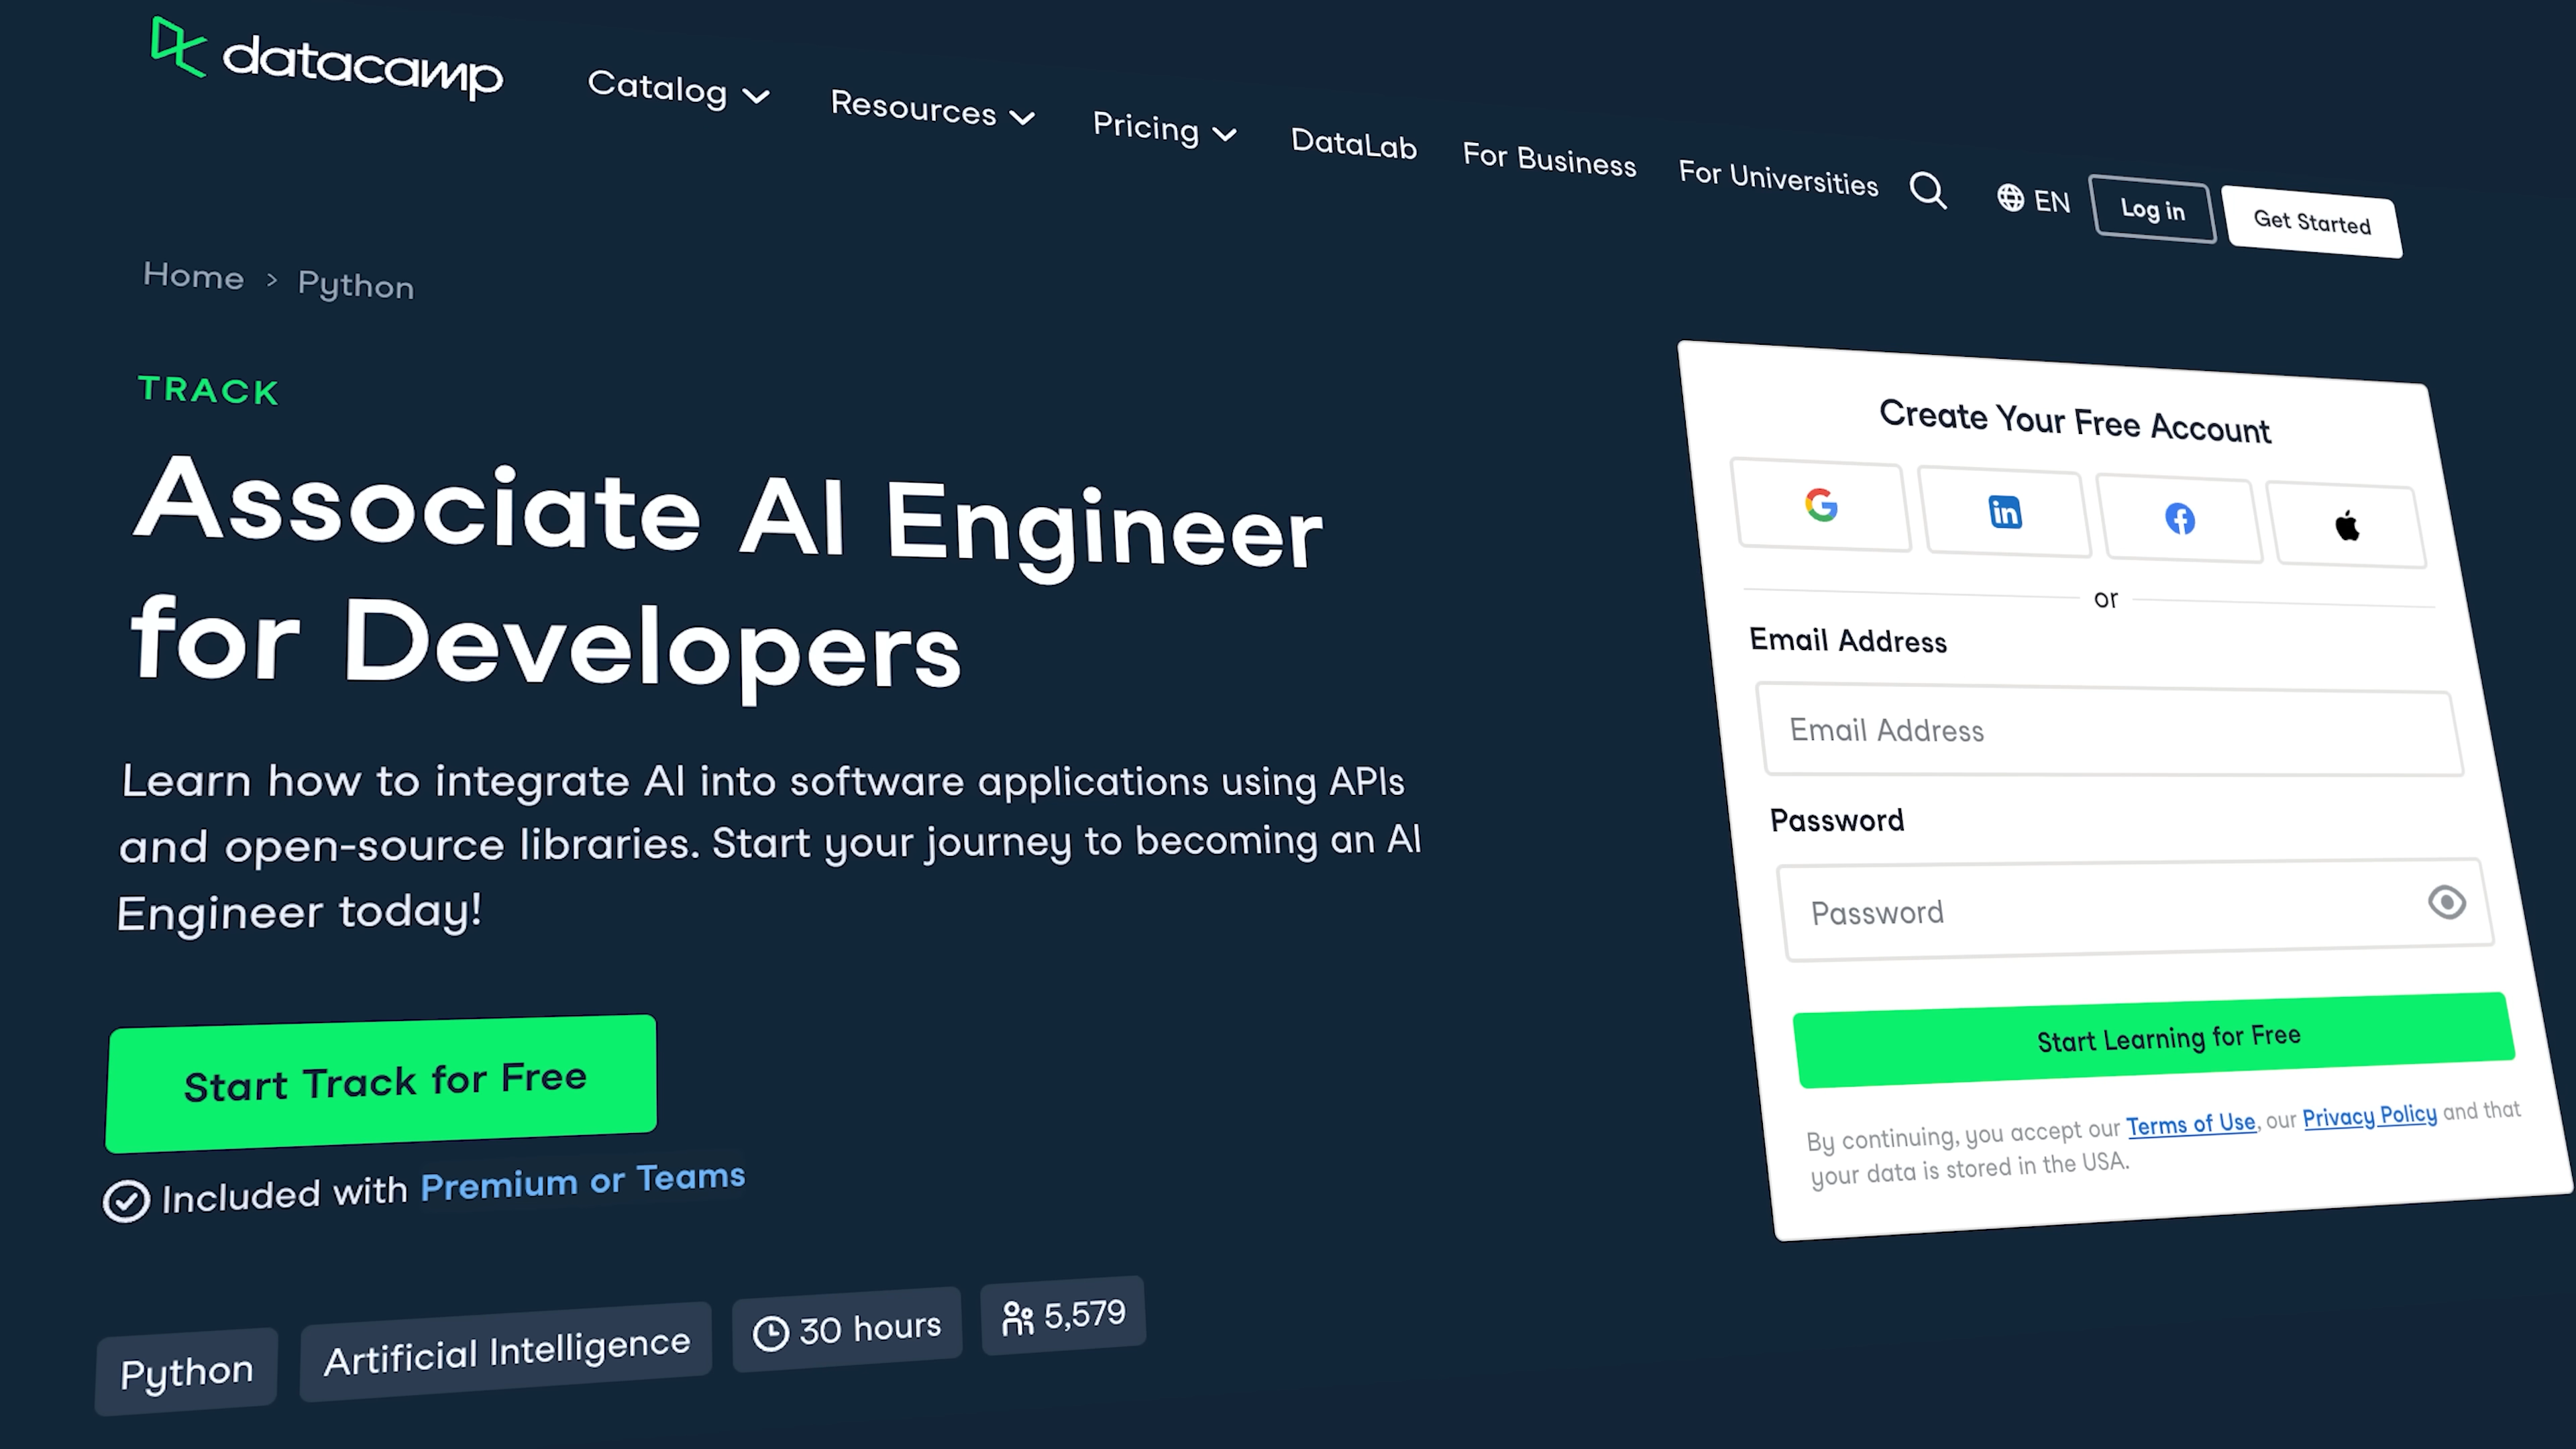 datacamp
Catalog
Resources
Pricing
DataLab
For Business
For Universities
EN
Log in
Get Started
Home > Python
TRACK
Associate AI Engineer
for Developers
Learn how to integrate AI into software applications using APIs
and open-source libraries. Start your journey to becoming an AI
Engineer today!
Start Track for Free
Included with Premium or Teams
Python
Artificial Intelligence
30 hours
5,579
Create Your Free Account
or
Email Address
Email Address
Password
Password
Start Learning for Free
By continuing, you accept our Terms of Use, our Privacy Policy and that
your data is stored in the USA.